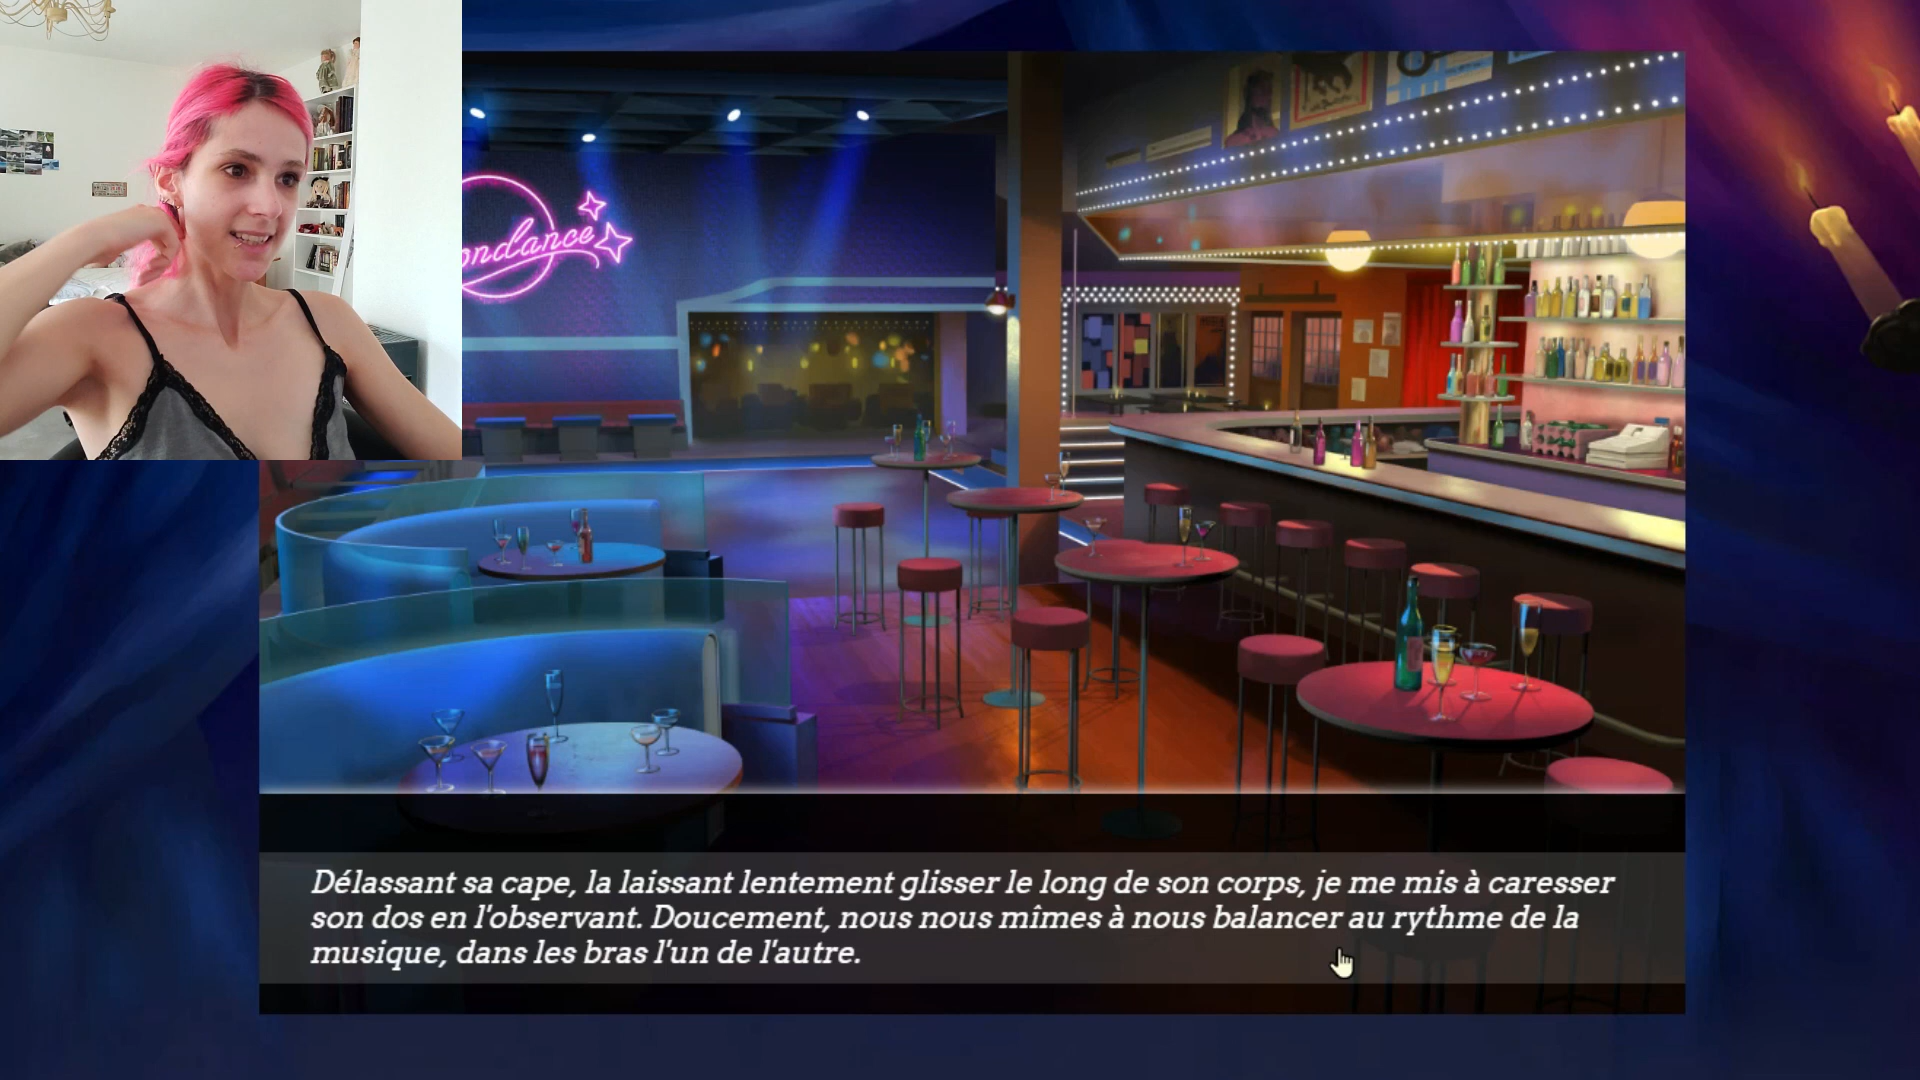 ondance
Délassant sa cape, la laissant lentement glisser le long de son corps, je me mis à caresser
son dos en l'observant. Doucement, nous nous mîmes à nous balancer au rythme de la
musique, dans les bras l'un de l'autre.